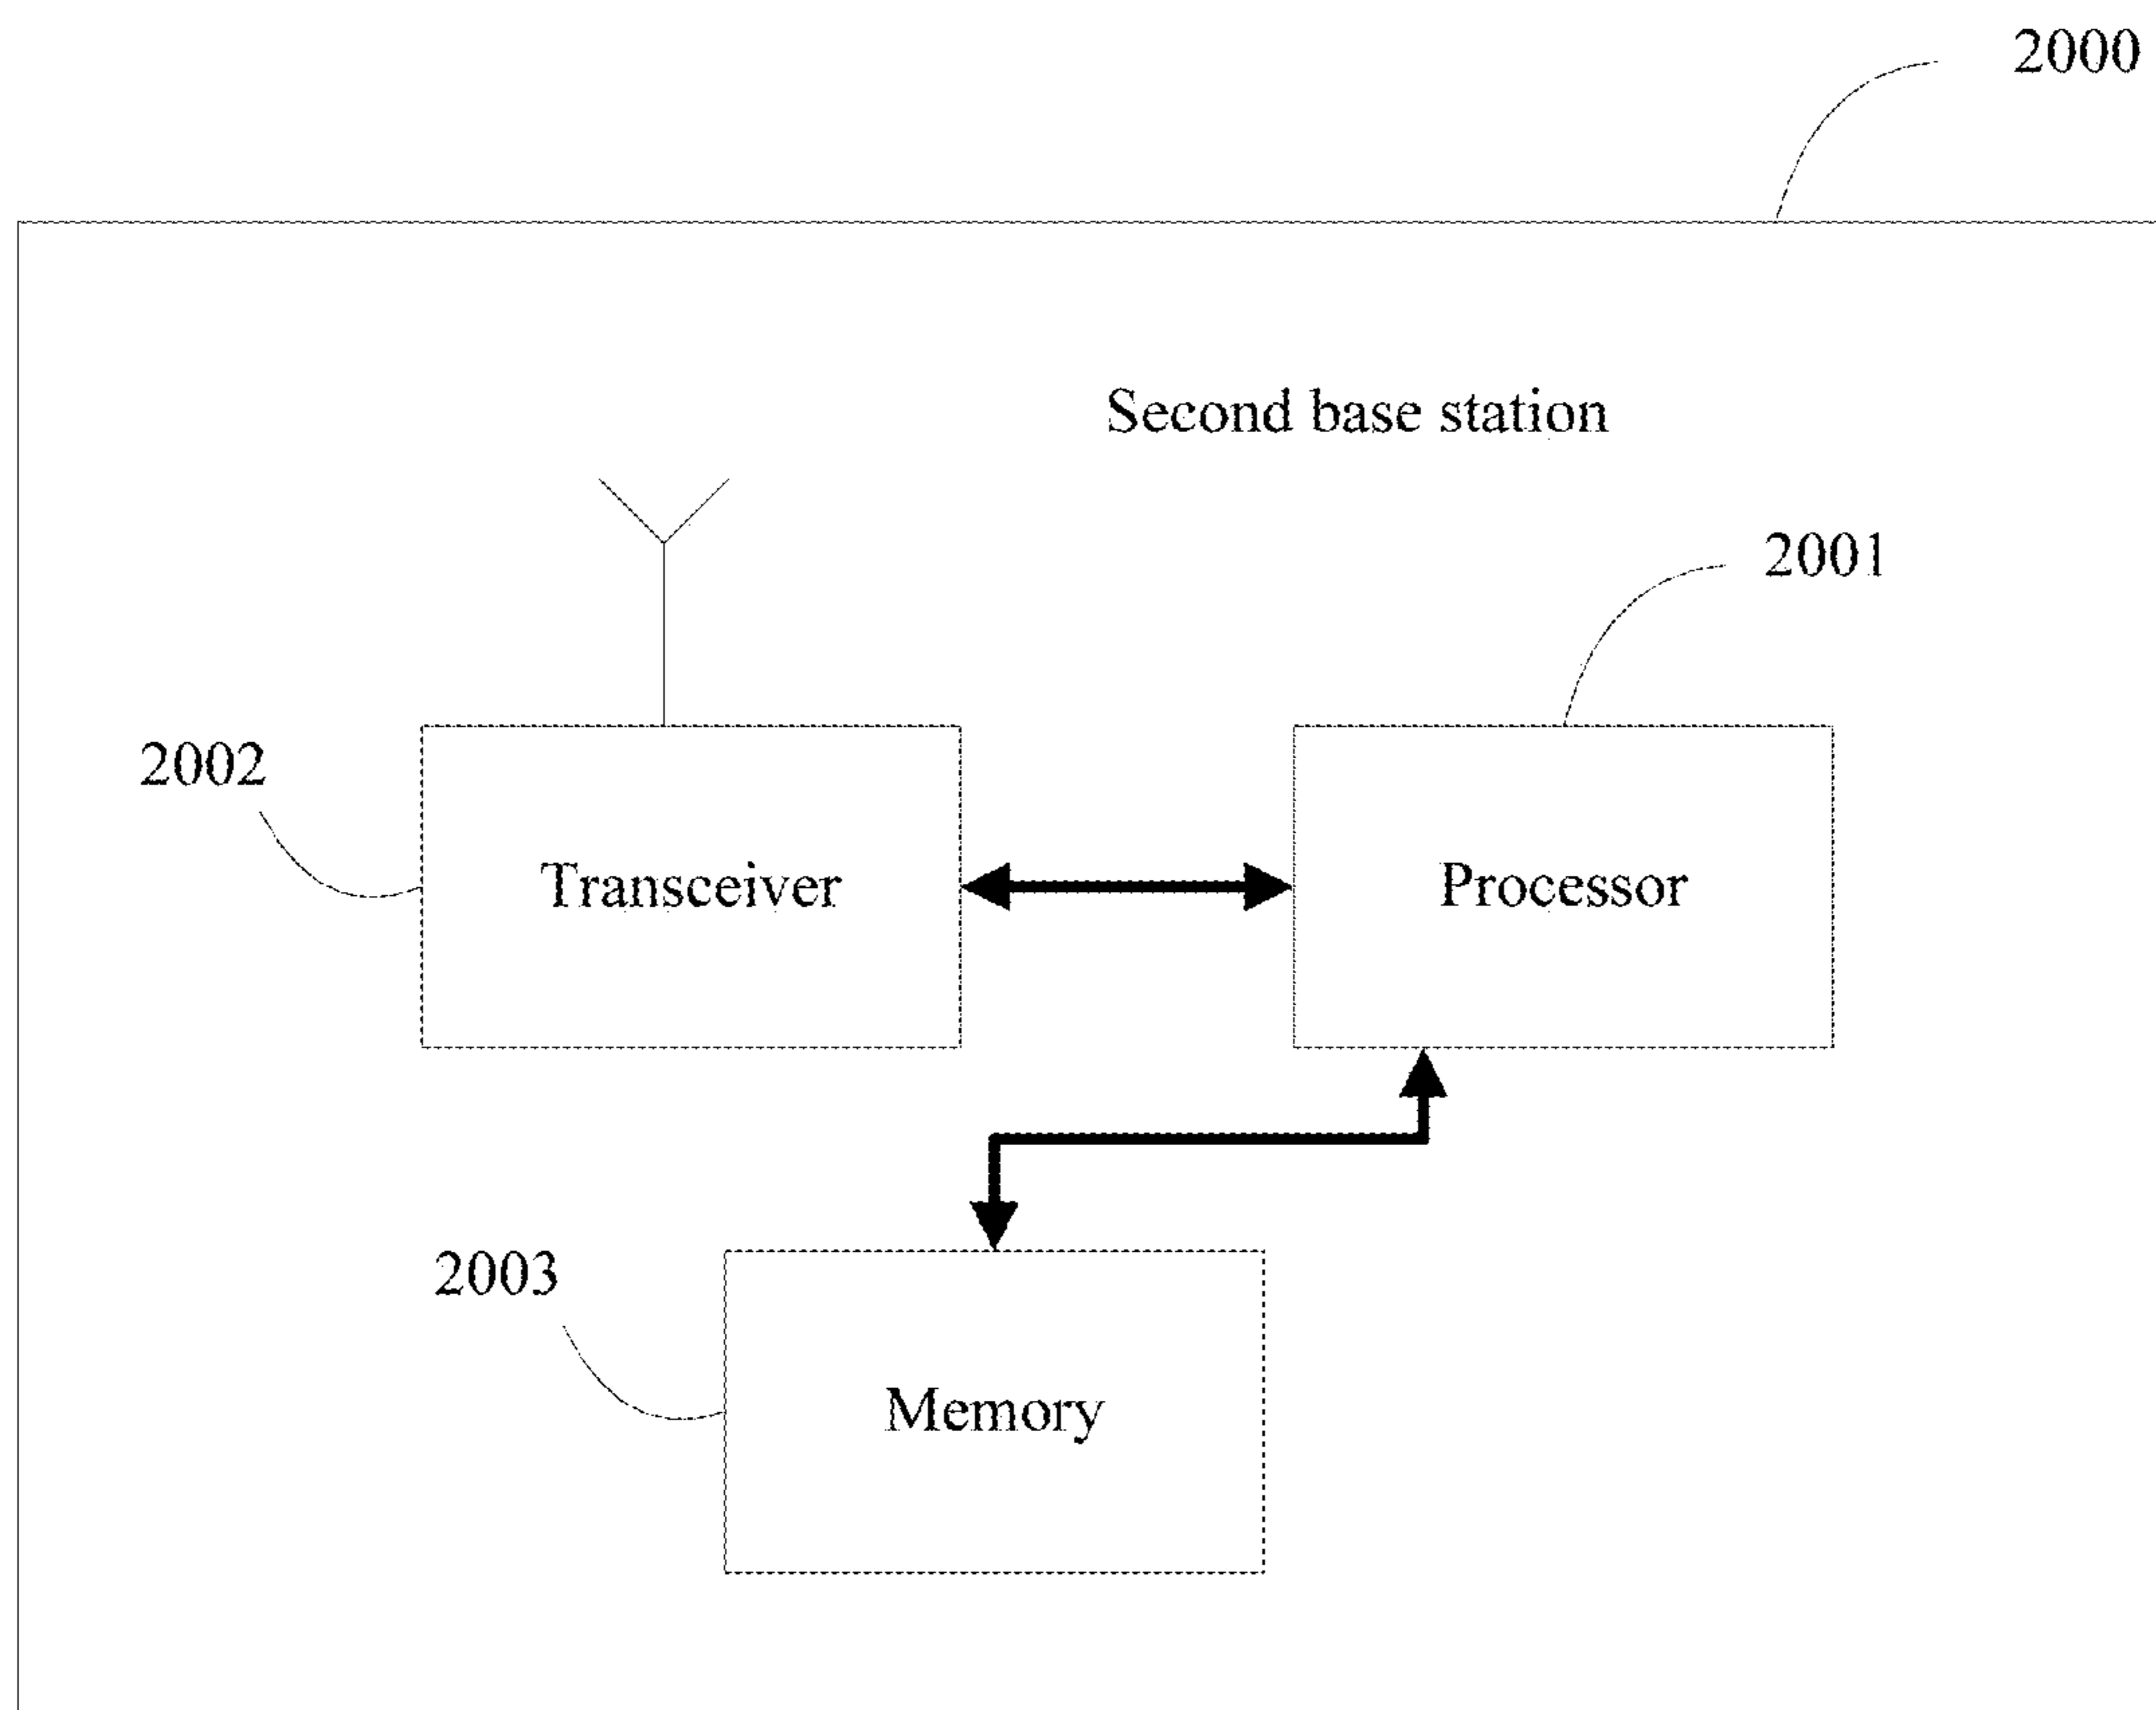 2000
Second base station
2001
2002
Transceiver
Processor
2003
Memory